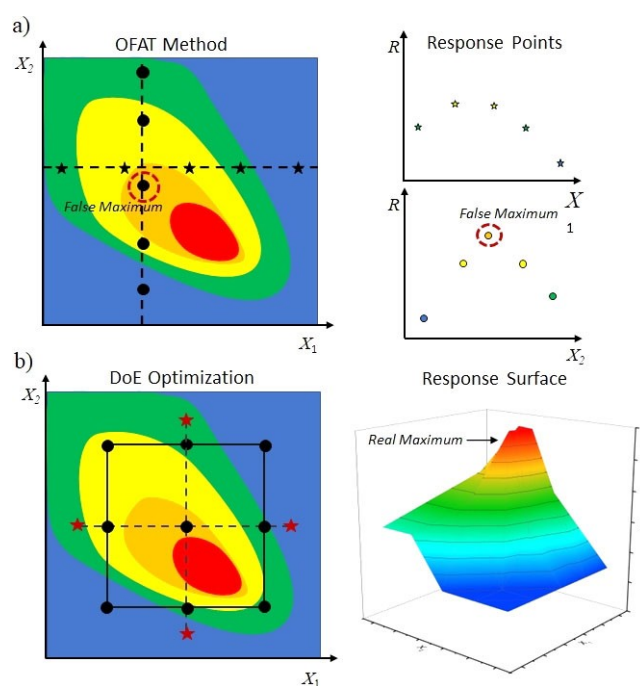 a)
OFAT Method
X2
False Maximum
X1
Response Points
R
X
R
False Maximum
1
X2
b)
DoE Optimization
X2
X1
Response Surface
Real Maximum